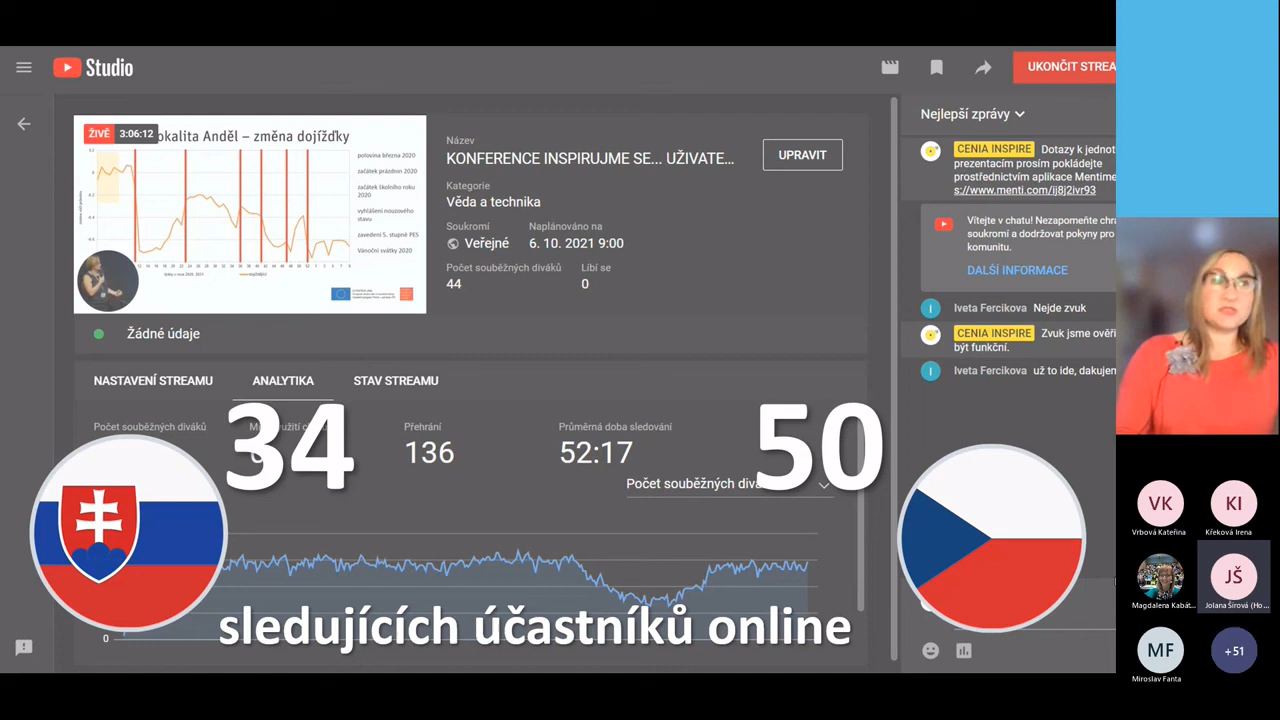 Studio
UKONČIT STREA
ŽIVĚ 3:06:12
okalita Anděl – změna dojížďky
polovina března 2020
začátek prázdnin 2020
začátek školního roku
2020
vyhlášení nouzového
stavu
zavedení 5. stupně PES
Vánoční svátky 2020
Název
KONFERENCE INSPIRUJME SE... UŽIVATE...
UPRAVIT
Kategorie
Věda a technika
Soukromí
Veřejné
Naplánováno na
6. 10. 2021 9:00
Počet souběžných diváků
44
Líbí se
0
Žádné údaje
NASTAVENÍ STREAMU
ANALYTIKA
STAV STREAMU
Počet souběžných diváků
Přehrání
136
Průměrná doba sledování
52:17
Počet souběžných divá
34
50
sledujících účastníků online
0
Nejlepší zprávy
CENIA INSPIRE Dotazy k jednot
prezentacím prosím pokládejte
prostřednictvím aplikace Mentime
s://www.menti.com/ij8j2ivr93
Vítejte v chatu! Nezapomeňte chra
soukromí a dodržovat pokyny pro
komunitu.
DALŠÍ INFORMACE
Iveta Fercikova Nejde zvuk
CENIA INSPIRE Zvuk jsme ověři
být funkční.
Iveta Fercikova už to ide, dakujen
VK
Vrbová Kateřina
KI
Křeková Irena
Magdalena Kabát...
JŠ
Jolana Šírová (Ho...
MF
Miroslav Fanta
+51